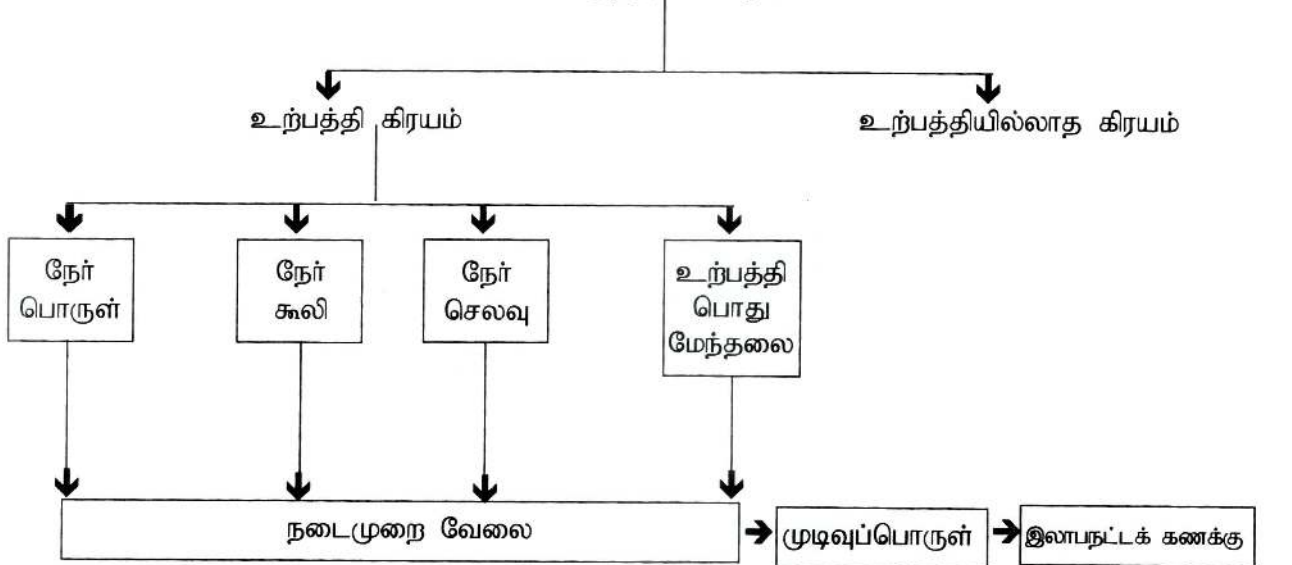 உற்பத்தி கிரயம்
உற்பத்தியில்லாத கிரயம்
நேர்
பொருள்
நேர்
கூலி
நேர்
செலவு
உற்பத்தி
பொது
மேந்தலை
நடைமுறை வேலை
முடிவுப்பொருள்
இலாபநட்டக் கணக்கு